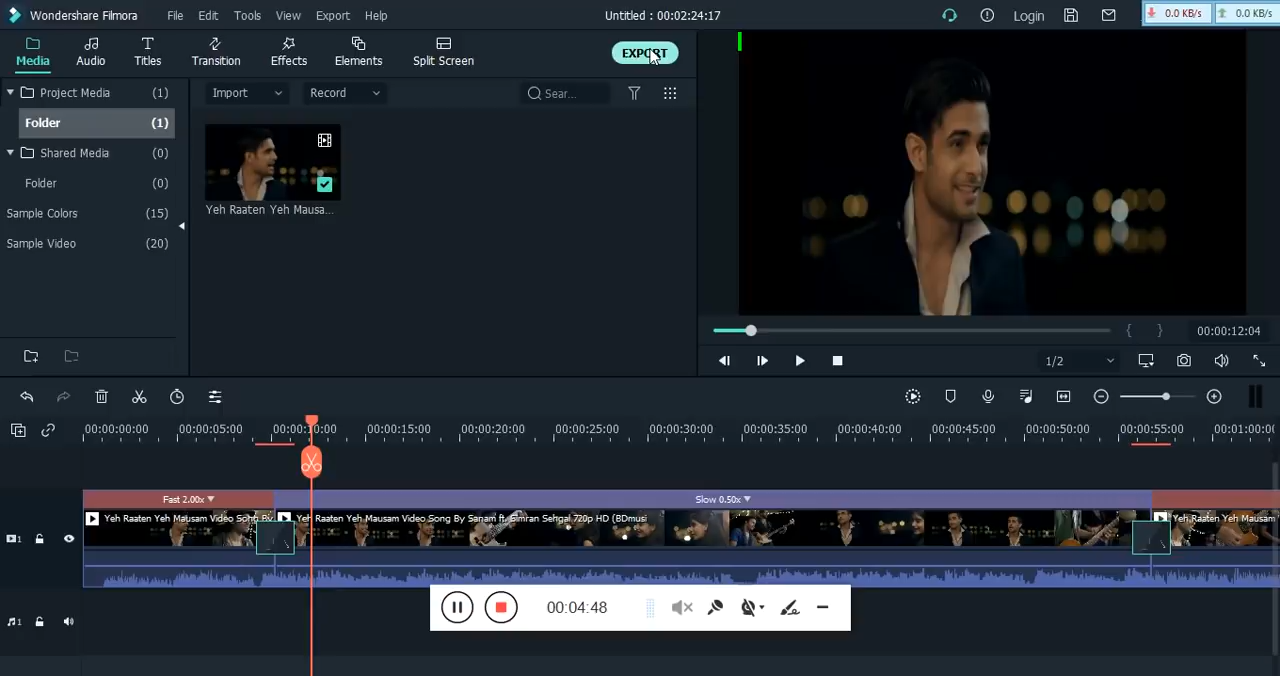 Wondershare Filmora File Edit Tools View Export Help Untitled : 00:02:24:17 Login 0.0 KB/s 0.0 KB/s
Media Audio Titles Transition Effects Elements Split Screen EXPORT
Project Media (1) Import Record Sear...
Folder (1)
Shared Media (0)
Folder (0)
Yeh Raaten Yeh Mausa...
Sample Colors (15)
Sample Video (20)
{ } 00:00:12:04
1/2
00:00:00:00 00:00:05:00 00:00:10:00 00:00:15:00 00:00:20:00 00:00:25:00 00:00:30:00 00:00:35:00 00:00:40:00 00:00:45:00 00:00:50:00 00:00:55:00 00:01:00:0
Fast 2.00x Slow 0.50x
1 Yeh Raaten Yeh Mausam Video Song By Yeh Raaten Yeh Mausam Video Song By Sanam ft. Simran Sehgal 720p HD (BDmusi Yeh Raaten Yeh Mausam
00:04:48
1